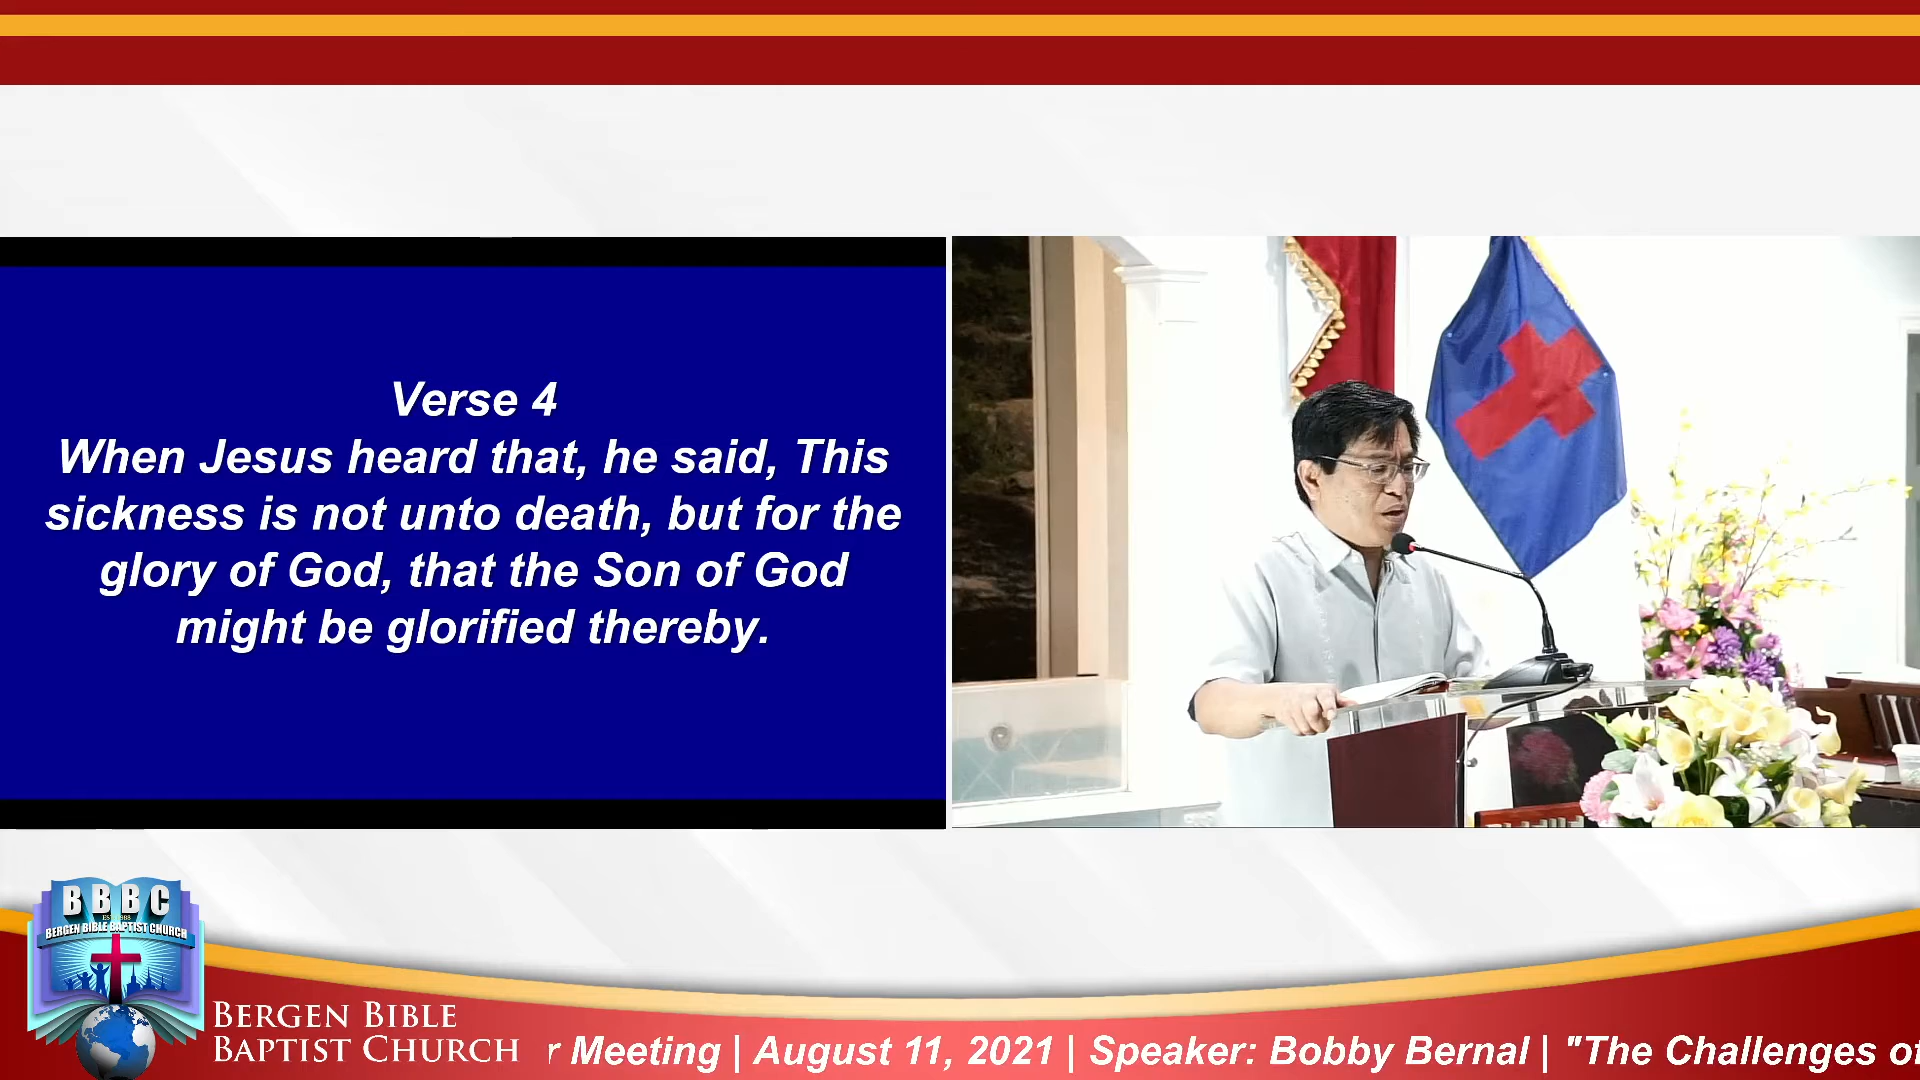 Verse 4
When Jesus heard that, he said, This
sickness is not unto death, but for the
glory of God, that the Son of God
might be glorified thereby.
BBBC
BERGEN BIBLE BAPTIST CHURCH
BERGEN BIBLE
BAPTIST CHURCH
r Meeting | August 11, 2021 | Speaker: Bobby Bernal | "The Challenges of